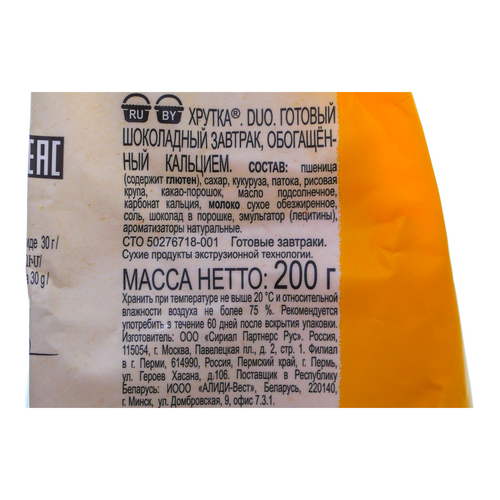 RU BY ХРУТКА®. DUO. ГОТОВЫЙ
ШОКОЛАДНЫЙ ЗАВТРАК, ОБОГАЩЁН-
НЫЙ КАЛЬЦИЕМ. СОСТАВ: пшеница
(содержит глютен), сахар, кукуруза, патока, рисовая
крупа, какао-порошок, масло подсолнечное,
карбонат кальция, молоко сухое обезжиренное,
соль, шоколад в порошке, эмульгатор (лецитины),
ароматизаторы натуральные.
СТО 50276718-001 Готовые завтраки.
Сухие продукты экструзионной технологии.
МАССА НЕТТО: 200 г
Хранить при температуре не выше 20 °С и относительной
влажности воздуха не более 75 %. Рекомендуется
употребить в течение 60 дней после вскрытия упаковки.
Изготовитель: ООО «Сириал Партнерс Рус». Россия,
115054, г. Москва, Павелецкая пл., д. 2, стр. 1. Филиал
в г. Перми, 614990, Россия, Пермский край, г. Пермь,
ул. Героев Хасана, д.106. Поставщик в Республику
Беларусь: ИООО «АЛИДИ-Вест», Беларусь, 220140,
г. Минск, ул. Домбровская, 9, офис 7.3.1.
EAC
30 г/
30 g/